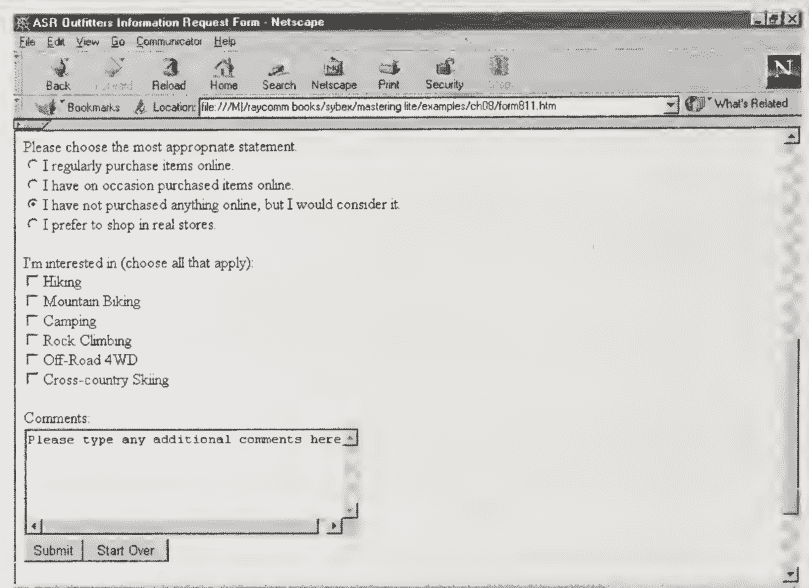 ASR Outfitters Information Request Form - Netscape
File Edit View Go Communicator Help
Back Forward Reload Home Search Netscape Print Security Stop
N
Bookmarks Location: file:///M|/raycomm books/sybex/mastering lite/examples/ch08/form811.htm What's Related
Please choose the most appropriate statement.
I regularly purchase items online.
I have on occasion purchased items online.
I have not purchased anything online, but I would consider it.
I prefer to shop in real stores.
I'm interested in (choose all that apply):
Hiking
Mountain Biking
Camping
Rock Climbing
Off-Road 4WD
Cross-country Skiing
Comments:
Please type any additional comments here
Submit Start Over